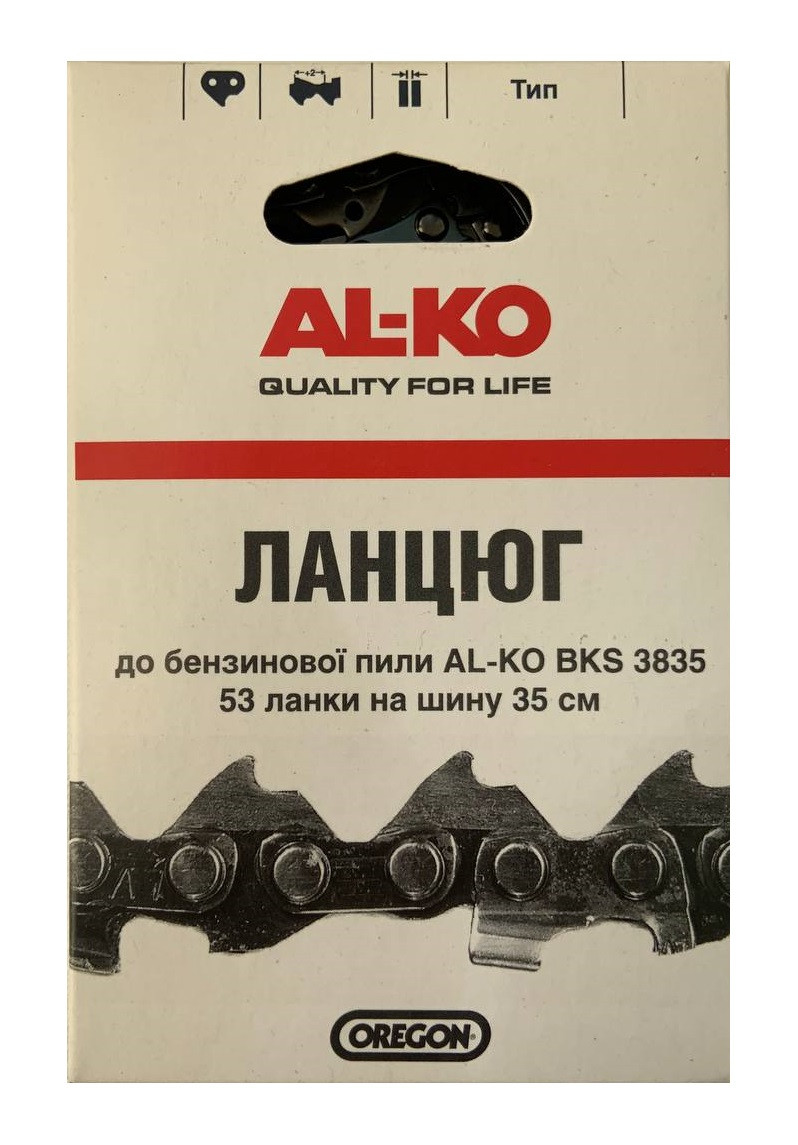 +2
Тип
AL-KO
QUALITY FOR LIFE
ЛАНЦЮГ
до бензинової пили AL-KO BKS 3835
53 ланки на шину 35 см
OREGON®